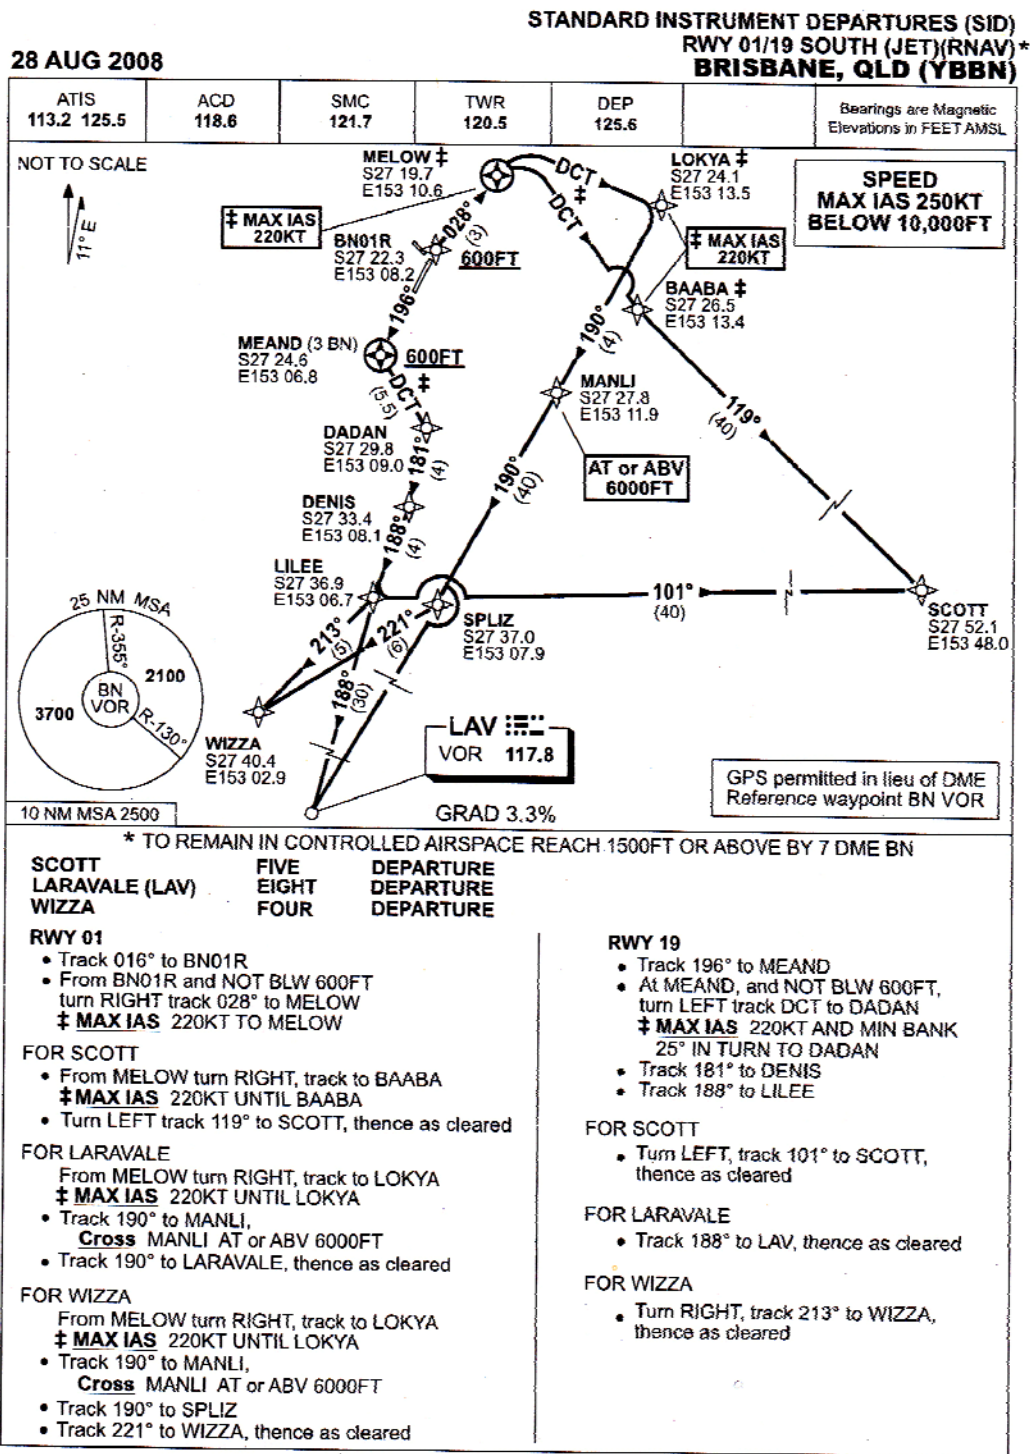 STANDARD INSTRUMENT DEPARTURES (SID)
RWY 01/19 SOUTH (JET)(RNAV)*
28 AUG 2008
BRISBANE, QLD (YBBN)
ATIS
113.2 125.5
ACD
118.6
SMC
121.7
TWR
120.5
DEP
125.6
Bearings are Magnetic
Elevations in FEET AMSL
NOT TO SCALE
11° E
MELOW ‡
S27 19.7
E153 10.6
‡ MAX IAS
220KT
DCT
‡
DCT
LOKYA ‡
S27 24.1
E153 13.5
SPEED
MAX IAS 250KT
BELOW 10,000FT
‡ MAX IAS
220KT
028°
(3)
BN01R
S27 22.3
E153 08.2
600FT
196°
BAABA ‡
S27 26.5
E153 13.4
190°
(4)
MEAND (3 BN)
S27 24.6
E153 06.8
600FT
‡
DCT
(5.5)
MANLI
S27 27.8
E153 11.9
119°
(40)
DADAN
S27 29.8
E153 09.0
181°
(4)
AT or ABV
6000FT
190°
(40)
DENIS
S27 33.4
E153 08.1
188°
(4)
LILEE
S27 36.9
E153 06.7
101°
(40)
SCOTT
S27 52.1
E153 48.0
SPLIZ
S27 37.0
E153 07.9
213°
(5)
221°
(6)
188°
(30)
25 NM MSA
R-355°
BN
VOR
2100
3700
R-130°
WIZZA
S27 40.4
E153 02.9
LAV
VOR 117.8
GPS permitted in lieu of DME
Reference waypoint BN VOR
10 NM MSA 2500
GRAD 3.3%
* TO REMAIN IN CONTROLLED AIRSPACE REACH 1500FT OR ABOVE BY 7 DME BN
SCOTT FIVE DEPARTURE
LARAVALE (LAV) EIGHT DEPARTURE
WIZZA FOUR DEPARTURE
RWY 01
• Track 016° to BN01R
• From BN01R and NOT BLW 600FT
turn RIGHT track 028° to MELOW
‡ MAX IAS 220KT TO MELOW
FOR SCOTT
• From MELOW turn RIGHT, track to BAABA
‡ MAX IAS 220KT UNTIL BAABA
• Turn LEFT track 119° to SCOTT, thence as cleared
FOR LARAVALE
From MELOW turn RIGHT, track to LOKYA
‡ MAX IAS 220KT UNTIL LOKYA
• Track 190° to MANLI,
Cross MANLI AT or ABV 6000FT
• Track 190° to LARAVALE, thence as cleared
FOR WIZZA
From MELOW turn RIGHT, track to LOKYA
‡ MAX IAS 220KT UNTIL LOKYA
• Track 190° to MANLI,
Cross MANLI AT or ABV 6000FT
• Track 190° to SPLIZ
• Track 221° to WIZZA, thence as cleared
RWY 19
• Track 196° to MEAND
• At MEAND, and NOT BLW 600FT,
turn LEFT track DCT to DADAN
‡ MAX IAS 220KT AND MIN BANK
25° IN TURN TO DADAN
• Track 181° to DENIS
• Track 188° to LILEE
FOR SCOTT
• Turn LEFT, track 101° to SCOTT,
thence as cleared
FOR LARAVALE
• Track 188° to LAV, thence as cleared
FOR WIZZA
• Turn RIGHT, track 213° to WIZZA,
thence as cleared